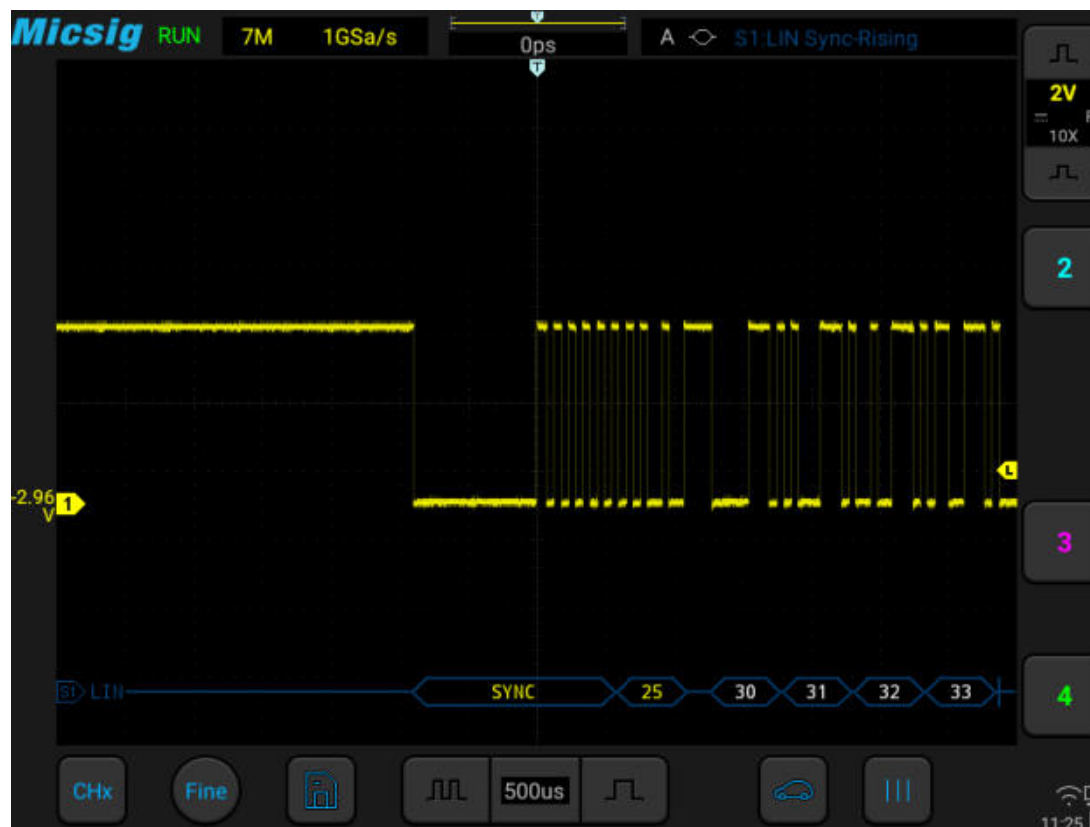 Micsig RUN 7M 1GSa/s 0ps A S1:LIN Sync-Rising
T
T
2V
10X
2
L
-2.96
V
1
3
S1 LIN SYNC 25 30 31 32 33
4
CHx Fine 500us
11:25